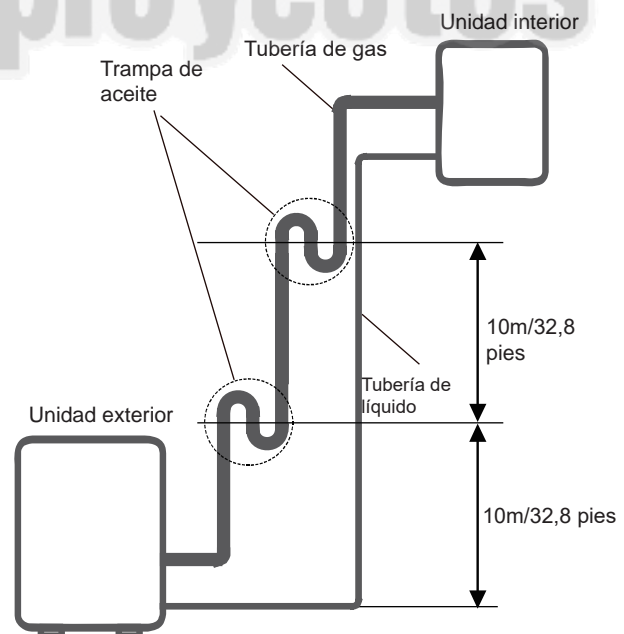 proyectos
Unidad interior
Tubería de gas
Trampa de
aceite
10m/32,8
pies
Tubería de
líquido
Unidad exterior
10m/32,8 pies